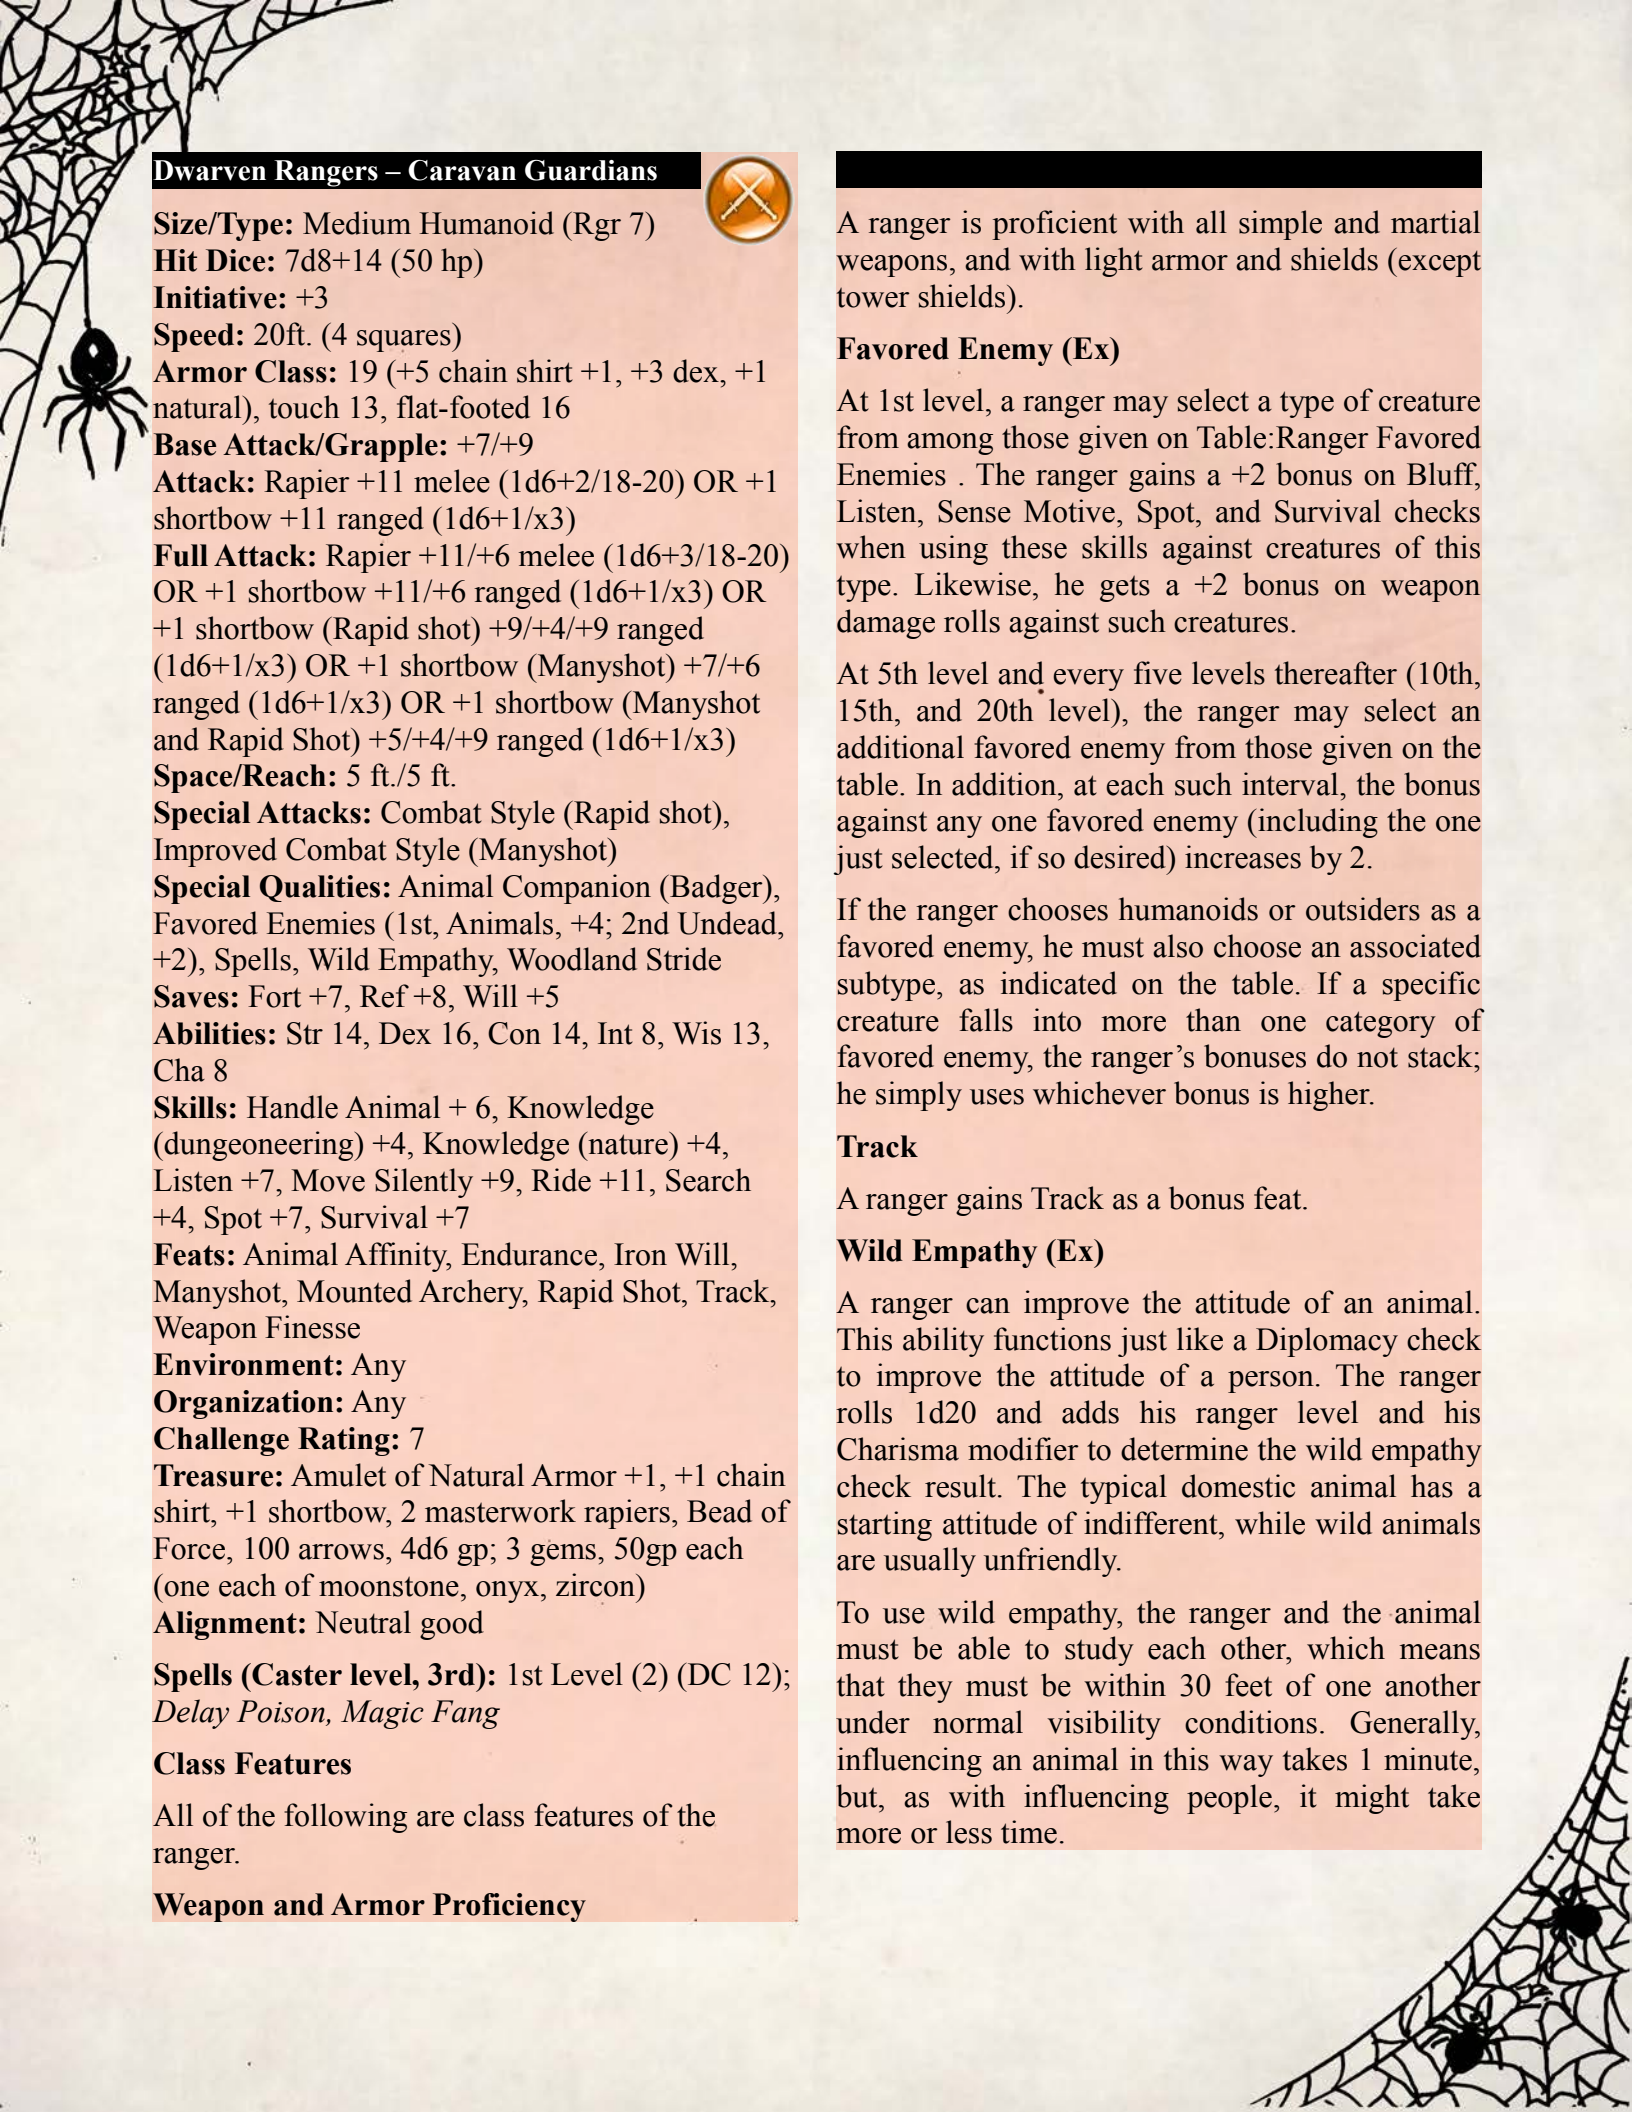 Dwarven Rangers – Caravan Guardians
Size/Type: Medium Humanoid (Rgr 7)
Hit Dice: 7d8+14 (50 hp)
Initiative: +3
Speed: 20ft. (4 squares)
Armor Class: 19 (+5 chain shirt +1, +3 dex, +1
natural), touch 13, flat-footed 16
Base Attack/Grapple: +7/+9
Attack: Rapier +11 melee (1d6+2/18-20) OR +1
shortbow +11 ranged (1d6+1/x3)
Full Attack: Rapier +11/+6 melee (1d6+3/18-20)
OR +1 shortbow +11/+6 ranged (1d6+1/x3) OR
+1 shortbow (Rapid shot) +9/+4/+9 ranged
(1d6+1/x3) OR +1 shortbow (Manyshot) +7/+6
ranged (1d6+1/x3) OR +1 shortbow (Manyshot
and Rapid Shot) +5/+4/+9 ranged (1d6+1/x3)
Space/Reach: 5 ft./5 ft.
Special Attacks: Combat Style (Rapid shot),
Improved Combat Style (Manyshot)
Special Qualities: Animal Companion (Badger),
Favored Enemies (1st, Animals, +4; 2nd Undead,
+2), Spells, Wild Empathy, Woodland Stride
Saves: Fort +7, Ref +8, Will +5
Abilities: Str 14, Dex 16, Con 14, Int 8, Wis 13,
Cha 8
Skills: Handle Animal + 6, Knowledge
(dungeoneering) +4, Knowledge (nature) +4,
Listen +7, Move Silently +9, Ride +11, Search
+4, Spot +7, Survival +7
Feats: Animal Affinity, Endurance, Iron Will,
Manyshot, Mounted Archery, Rapid Shot, Track,
Weapon Finesse
Environment: Any
Organization: Any
Challenge Rating: 7
Treasure: Amulet of Natural Armor +1, +1 chain
shirt, +1 shortbow, 2 masterwork rapiers, Bead of
Force, 100 arrows, 4d6 gp; 3 gems, 50gp each
(one each of moonstone, onyx, zircon)
Alignment: Neutral good
Spells (Caster level, 3rd): 1st Level (2) (DC 12);
Delay Poison, Magic Fang
Class Features
All of the following are class features of the
ranger.
Weapon and Armor Proficiency
A ranger is proficient with all simple and martial
weapons, and with light armor and shields (except
tower shields).
Favored Enemy (Ex)
At 1st level, a ranger may select a type of creature
from among those given on Table:Ranger Favored
Enemies . The ranger gains a +2 bonus on Bluff,
Listen, Sense Motive, Spot, and Survival checks
when using these skills against creatures of this
type. Likewise, he gets a +2 bonus on weapon
damage rolls against such creatures.
At 5th level and every five levels thereafter (10th,
15th, and 20th level), the ranger may select an
additional favored enemy from those given on the
table. In addition, at each such interval, the bonus
against any one favored enemy (including the one
just selected, if so desired) increases by 2.
If the ranger chooses humanoids or outsiders as a
favored enemy, he must also choose an associated
subtype, as indicated on the table. If a specific
creature falls into more than one category of
favored enemy, the ranger’s bonuses do not stack;
he simply uses whichever bonus is higher.
Track
A ranger gains Track as a bonus feat.
Wild Empathy (Ex)
A ranger can improve the attitude of an animal.
This ability functions just like a Diplomacy check
to improve the attitude of a person. The ranger
rolls 1d20 and adds his ranger level and his
Charisma modifier to determine the wild empathy
check result. The typical domestic animal has a
starting attitude of indifferent, while wild animals
are usually unfriendly.
To use wild empathy, the ranger and the animal
must be able to study each other, which means
that they must be within 30 feet of one another
under normal visibility conditions. Generally,
influencing an animal in this way takes 1 minute,
but, as with influencing people, it might take
more or less time.